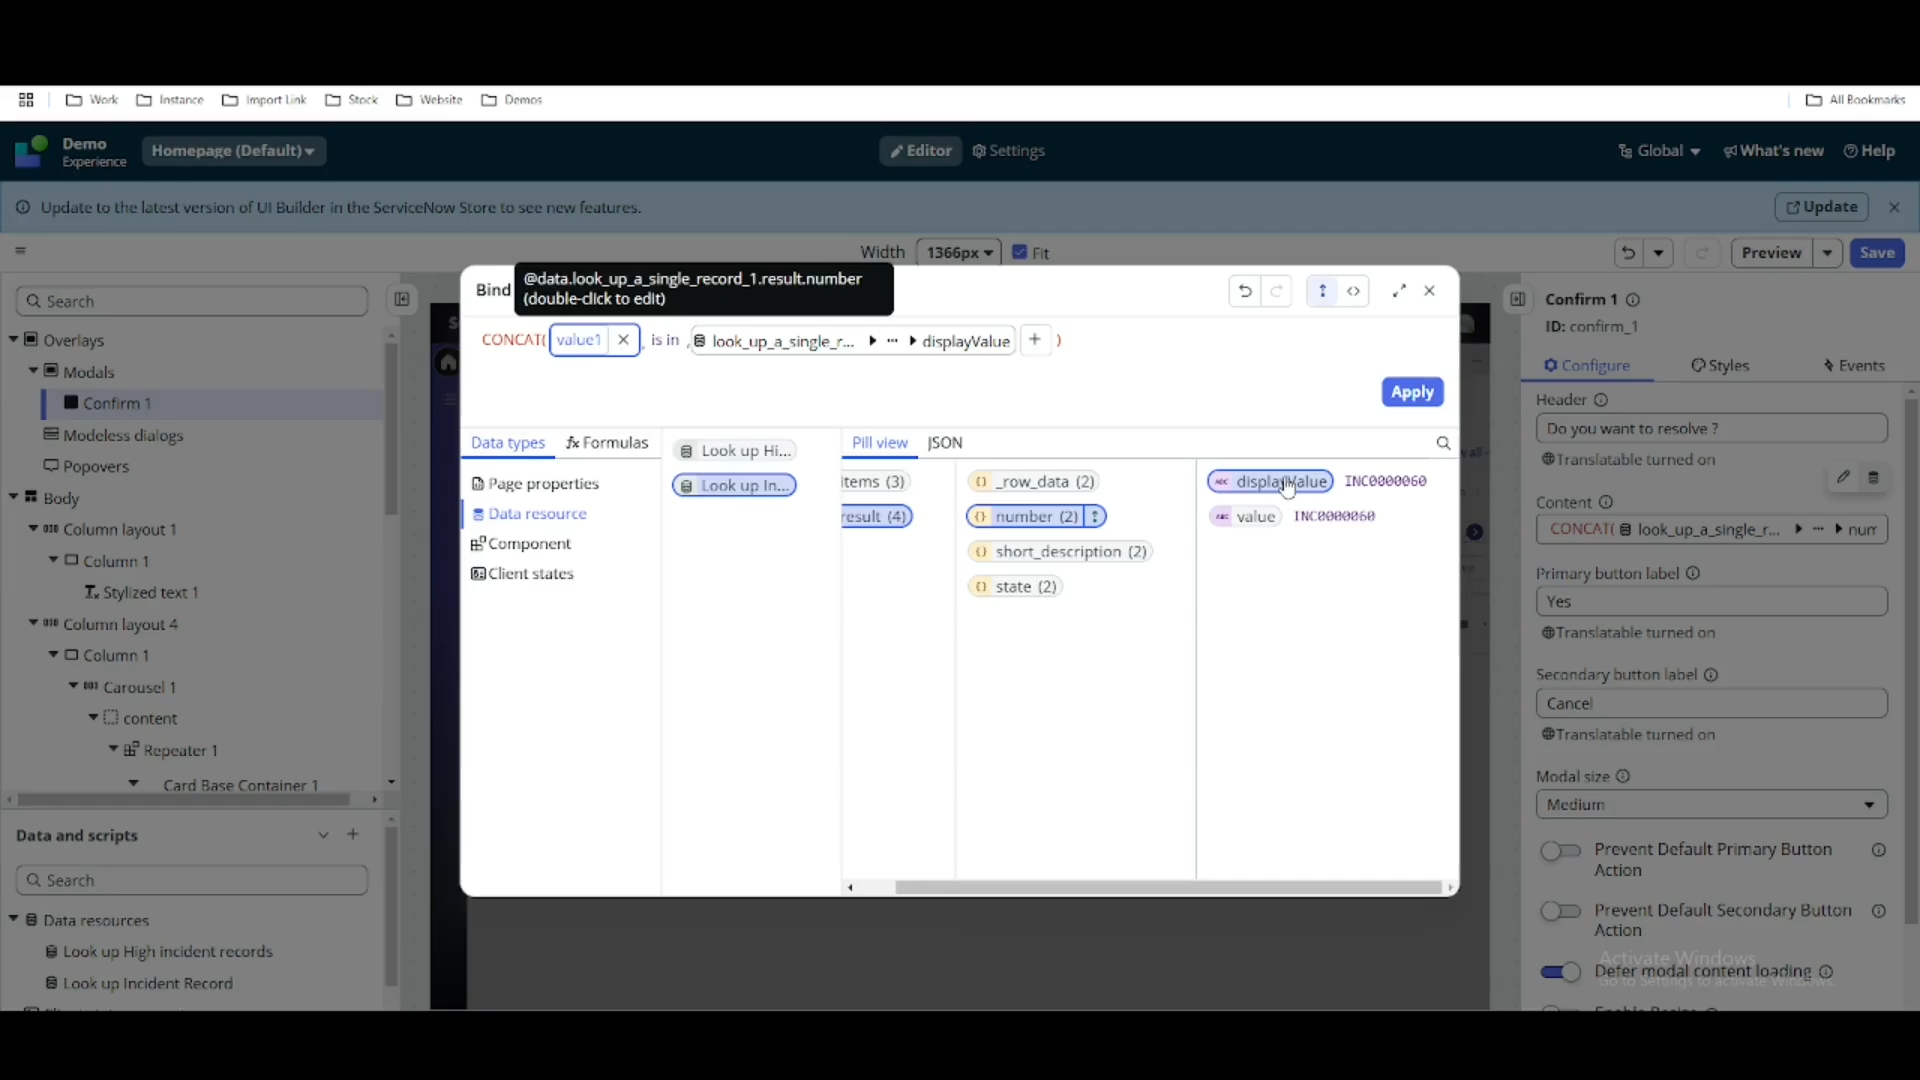 Work
Instance
Import Link
Stock
Website
Demos
All Bookmarks
Demo
Experience
Homepage (Default)
Editor
Settings
Global
What's new
Help
Update to the latest version of UI Builder in the ServiceNow Store to see new features.
Update
Width
1366px
Fit
Preview
Save
Search
Overlays
Modals
Confirm 1
Modeless dialogs
Popovers
Body
Column layout 1
Column 1
Stylized text 1
Column layout 4
Column 1
Carousel 1
content
Repeater 1
Card Base Container 1
Data and scripts
Search
Data resources
Look up High incident records
Look up Incident Record
Bind
@data.look_up_a_single_record_1.result.number
(double-click to edit)
CONCAT( value1 , is in , look_up_a_single_r... ▸ ... ▸ displayValue + )
Apply
Data types
fx Formulas
Page properties
Data resource
Component
Client states
Look up Hi...
Look up In...
Pill view
JSON
items (3)
result (4)
_row_data (2)
number (2)
short_description (2)
state (2)
displayValue INC0000060
value INC0000060
Confirm 1
ID: confirm_1
Configure
Styles
Events
Header
Do you want to resolve ?
Translatable turned on
Content
CONCAT( look_up_a_single_r... ▸ ... ▸ num
Primary button label
Yes
Translatable turned on
Secondary button label
Cancel
Translatable turned on
Modal size
Medium
Prevent Default Primary Button
Action
Prevent Default Secondary Button
Action
Activate Windows
Defer modal content loading
Go to Settings to activate Windows.